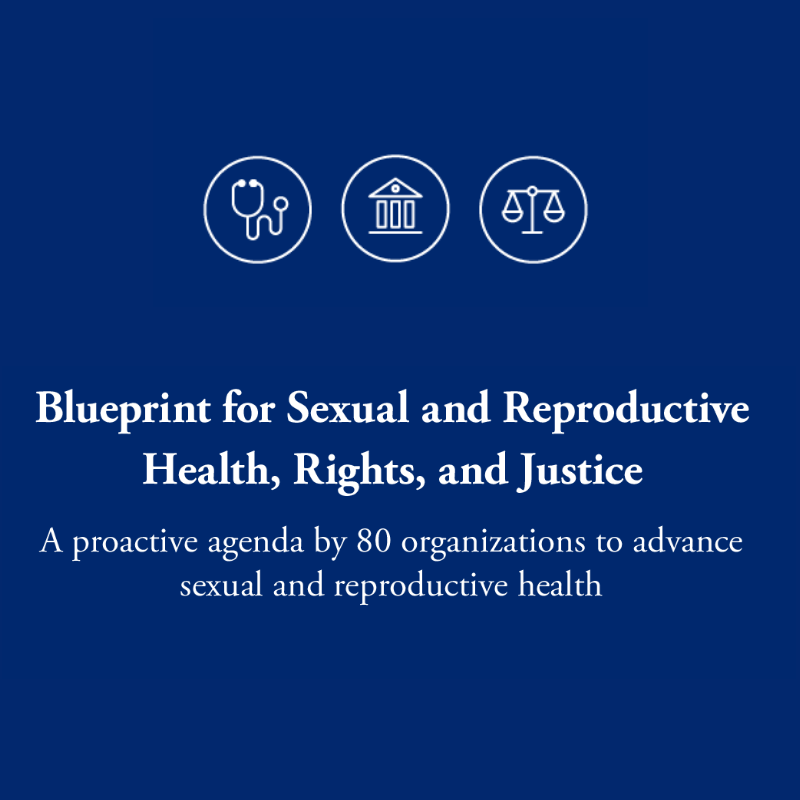 Blueprint for Sexual and Reproductive
Health, Rights, and Justice
A proactive agenda by 80 organizations to advance
sexual and reproductive health